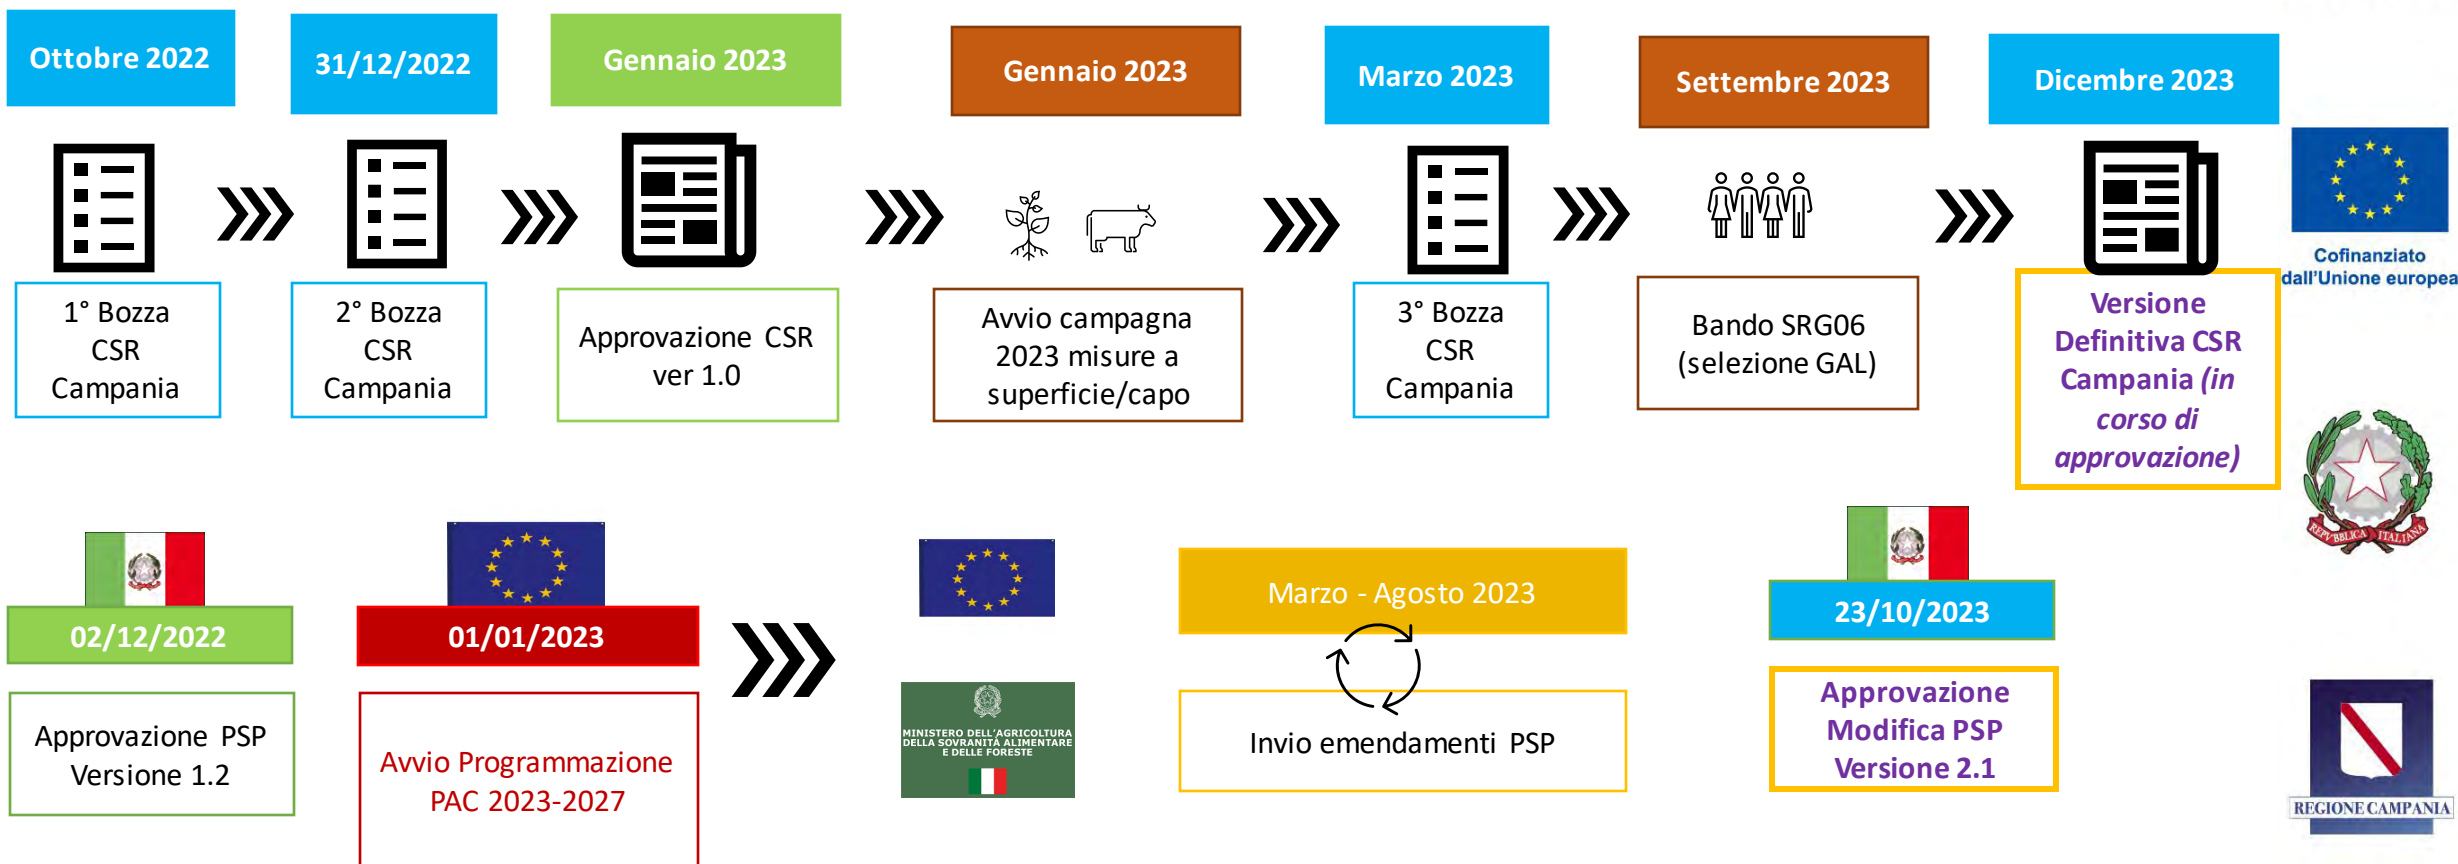 Ottobre 2022
31/12/2022
Gennaio 2023
Gennaio 2023
Marzo 2023
Settembre 2023
Dicembre 2023
1° Bozza
CSR
Campania
2° Bozza
CSR
Campania
Approvazione CSR
ver 1.0
Avvio campagna
2023 misure a
superficie/capo
3° Bozza
CSR
Campania
Bando SRG06
(selezione GAL)
Versione
Definitiva CSR
Campania (in
corso di
approvazione)
Cofinanziato
dall'Unione europea
REPVBBLICA ITALIANA
02/12/2022
01/01/2023
Marzo - Agosto 2023
23/10/2023
Approvazione PSP
Versione 1.2
Avvio Programmazione
PAC 2023-2027
MINISTERO DELL'AGRICOLTURA
DELLA SOVRANITÀ ALIMENTARE
E DELLE FORESTE
Invio emendamenti PSP
Approvazione
Modifica PSP
Versione 2.1
REGIONE CAMPANIA